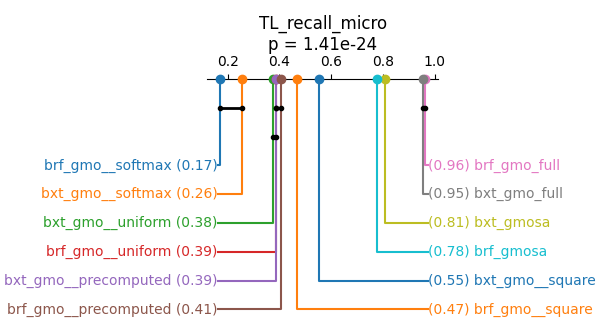 TL_recall_micro
p = 1.41e-24
0.2 0.4 0.6 0.8 1.0
brf_gmo__softmax (0.17) (0.96) brf_gmo_full
bxt_gmo__softmax (0.26) (0.95) bxt_gmo_full
bxt_gmo__uniform (0.38) (0.81) bxt_gmosa
brf_gmo__uniform (0.39) (0.78) brf_gmosa
bxt_gmo__precomputed (0.39) (0.55) bxt_gmo__square
brf_gmo__precomputed (0.41) (0.47) brf_gmo__square